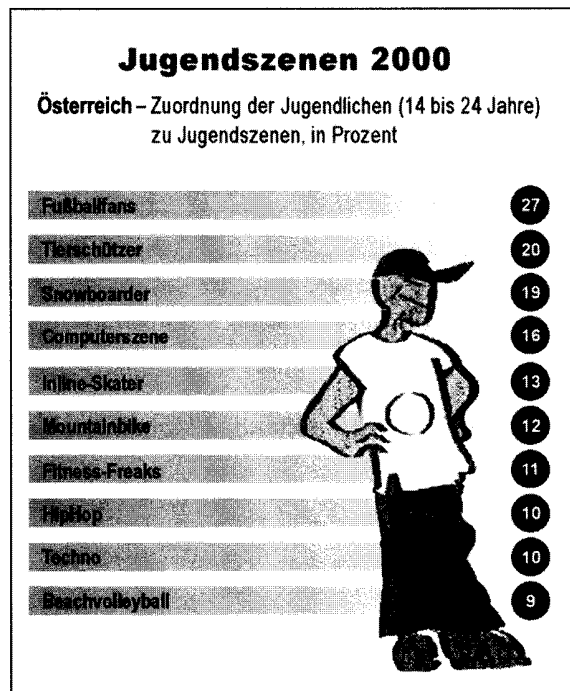 Jugendszenen 2000
Österreich – Zuordnung der Jugendlichen (14 bis 24 Jahre)
zu Jugendszenen, in Prozent
Fußballfans 27
Tierschützer 20
Snowboarder 19
Computerszene 16
Inline-Skater 13
Mountainbike 12
Fitness-Freaks 11
HipHop 10
Techno 10
Beachvolleyball 9